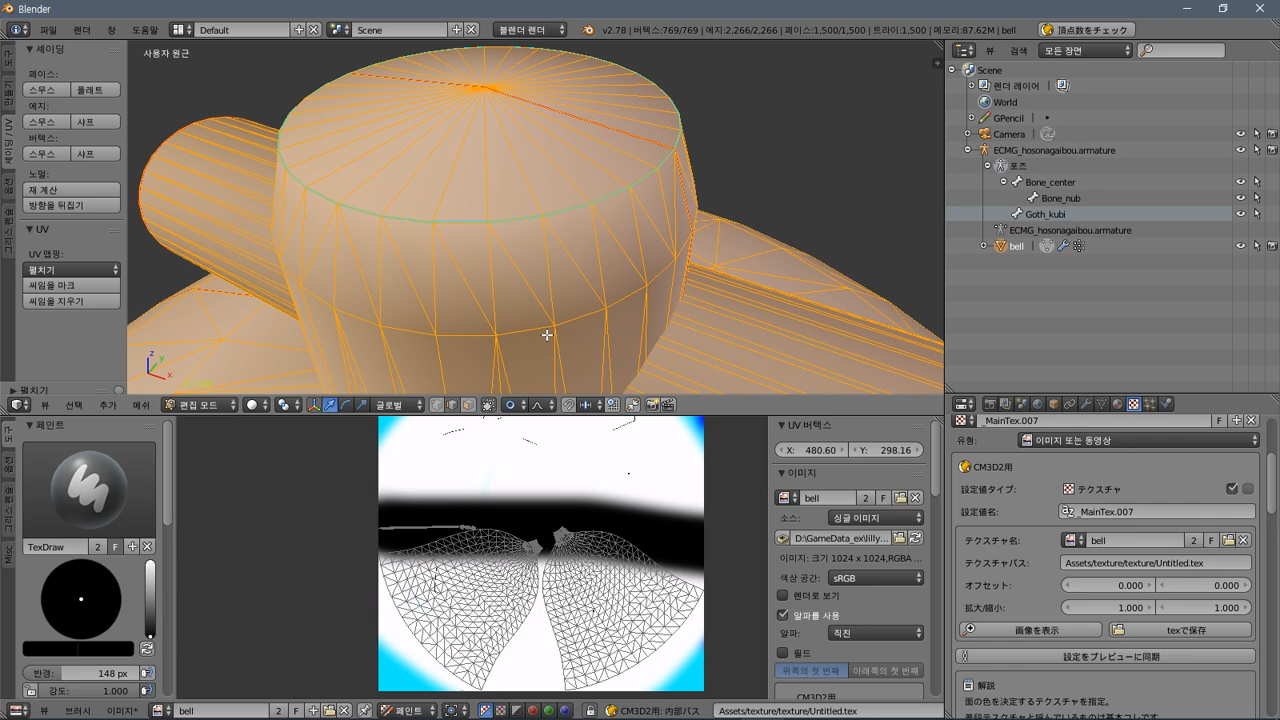 Blender
파일 렌더 창 도움말 Default Scene 블렌더 렌더 v2.78 | 버텍스:769/769 | 에지:2,266/2,266 | 페이스:1,500/1,500 | 트라이:1,500 | 메모리:87.62M | bell 頂点数をチェック
셰이딩
페이스:
스무스 플래트
에지:
스무스 샤프
버텍스:
스무스 샤프
노멀:
재 계산
방향을 뒤집기
UV
UV 맵핑:
펼치기
씨임을 마크
씨임을 지우기
펼치기
사용자 원근
z
y
x
뷰 선택 추가 메쉬 편집 모드 글로벌
뷰 검색 모든 장면
Scene
렌더 레이어
World
GPencil
Camera
ECMG_hosonagaibou.armature
포즈
Bone_center
Bone_nub
Goth_kubi
ECMG_hosonagaibou.armature
bell
페인트
TexDraw 2 F
반경: 148 px
강도: 1.000
Misc
뷰 브러시 이미지* bell 2 F 페인트 CM3D2用: 内部パス Assets/texture/texture/Untitled.tex
UV 버텍스
X: 480.60 Y: 298.16
이미지
bell 2 F
소스: 싱글 이미지
D:\GameData_ex\lilly...
이미지: 크기 1024 x 1024,RGBA ...
색상 공간: sRGB
렌더로 보기
알파를 사용
알파: 직진
필드
위쪽의 첫 번째 아래쪽의 첫 번째
CM3D2用
_MainTex.007 F
유형: 이미지 또는 동영상
CM3D2用
設定値タイプ: テクスチャ
設定値名: _MainTex.007
テクスチャ名: bell 2 F
テクスチャパス: Assets/texture/texture/Untitled.tex
オフセット: 0.000 0.000
拡大/縮小: 1.000 1.000
画像を表示 texで保存
設定をプレビューに同期
解説
面の色を決定するテクスチャを指定。